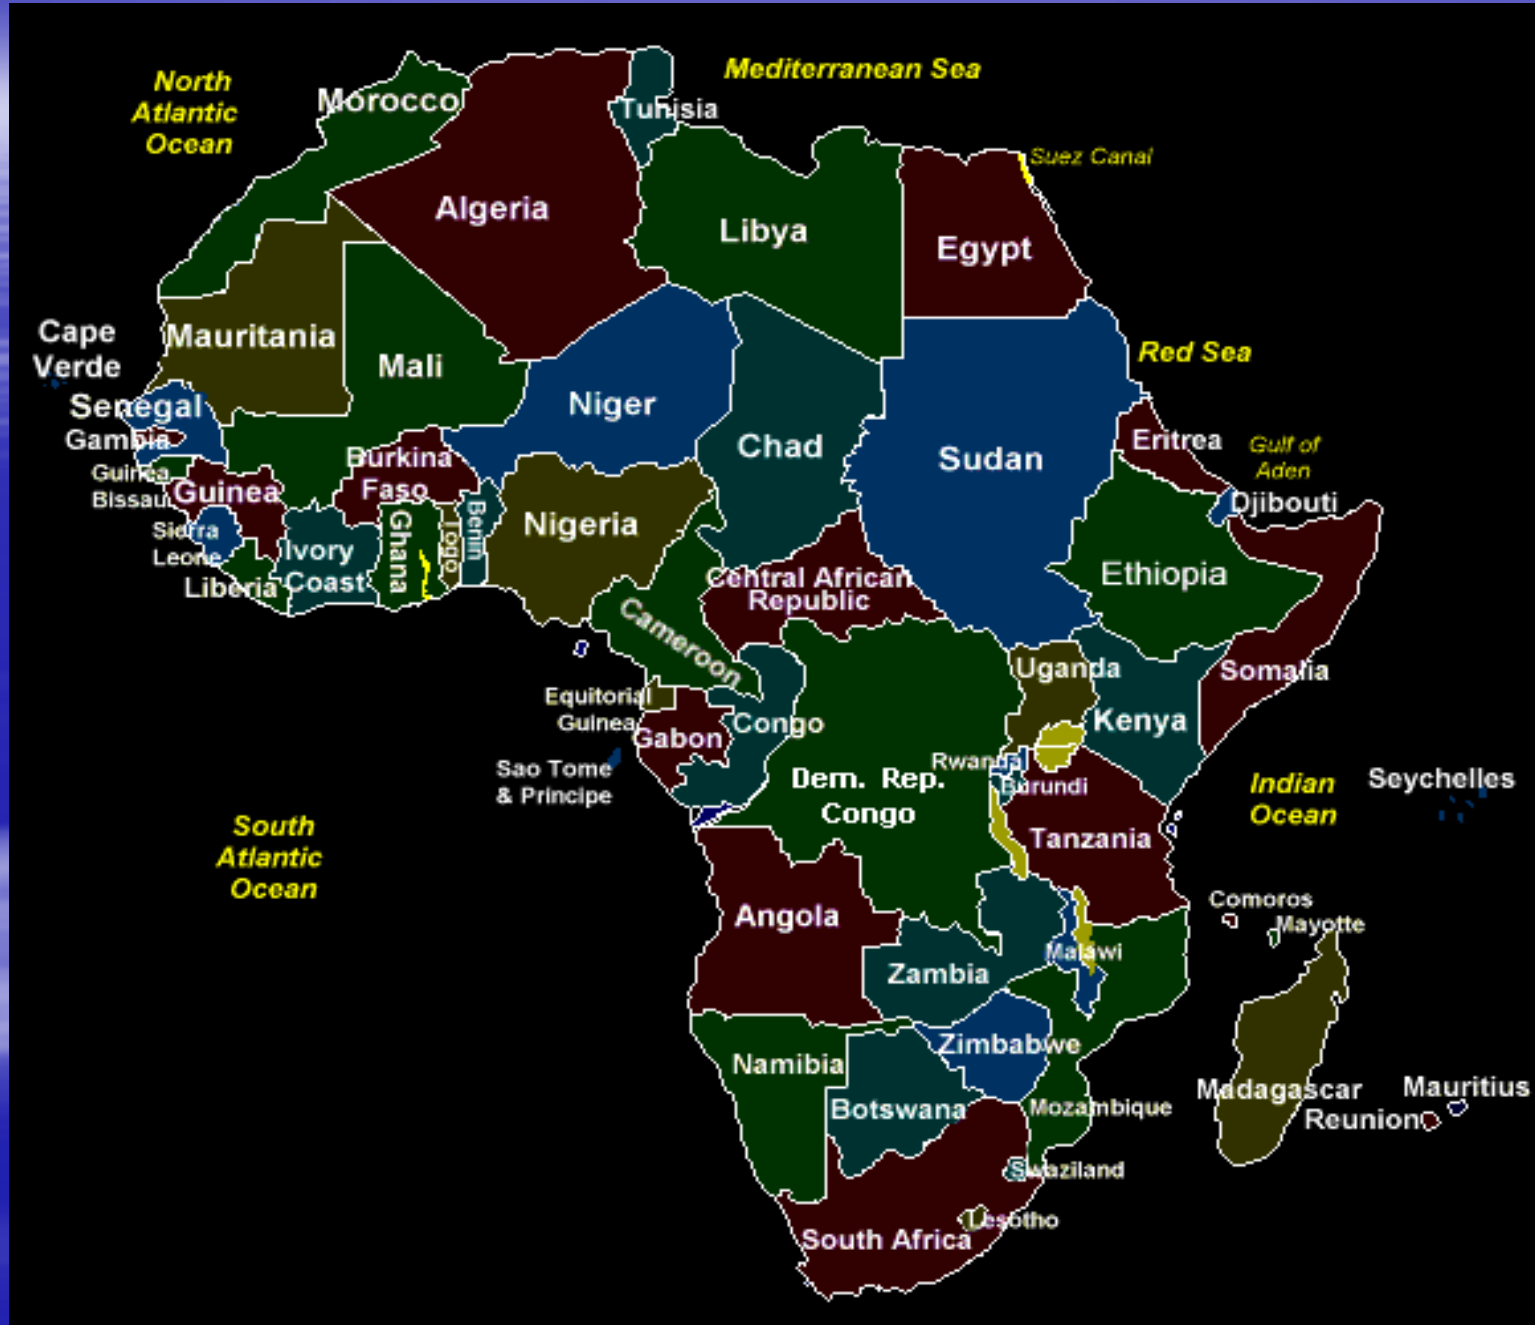 North
Atlantic
Ocean
Mediterranean Sea
Morocco
Tunisia
Suez Canal
Algeria
Libya
Egypt
Cape
Verde
Mauritania
Mali
Niger
Chad
Sudan
Red Sea
Senegal
Gambia
Guinea
Bissau
Guinea
Burkina
Faso
Eritrea
Gulf of
Aden
Djibouti
Sierra
Leone
Liberia
Ivory
Coast
Ghana
Togo
Benin
Nigeria
Central African
Republic
Ethiopia
Cameroon
Somalia
Uganda
Kenya
Equitorial
Guinea
Gabon
Congo
Sao Tome
& Principe
Dem. Rep.
Congo
Rwanda
Burundi
Tanzania
Indian
Ocean
Seychelles
South
Atlantic
Ocean
Angola
Zambia
Malawi
Comoros
Mayotte
Namibia
Zimbabwe
Botswana
Mozambique
Madagascar
Mauritius
Reunion
Swaziland
Lesotho
South Africa